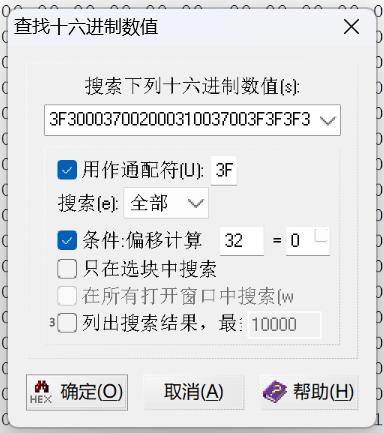 查找十六进制数值
搜索下列十六进制数值(s):
3F300037002000310037003F3F3F3
用作通配符(U): 3F
搜索(e): 全部
条件:偏移计算 32 = 0
只在选块中搜索
在所有打开窗口中搜索(w
3 列出搜索结果，最: 10000
HEX 确定(O) 取消(A) 帮助(H)